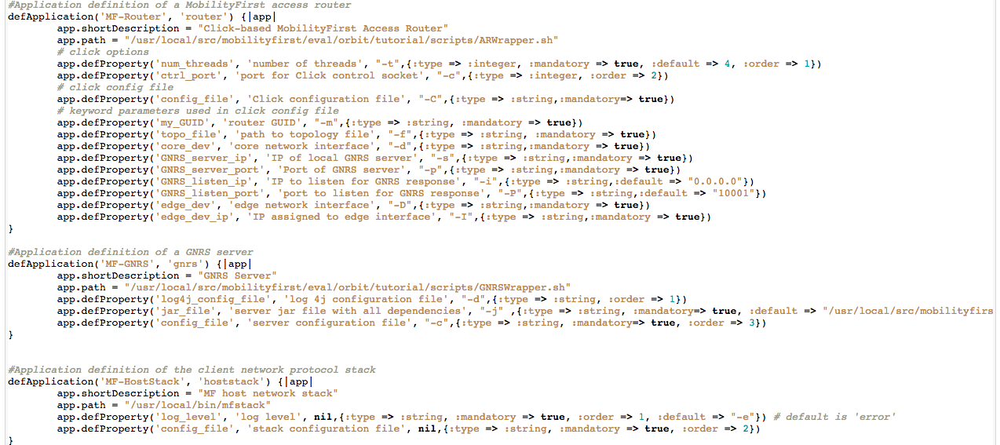 #Application definition of a MobilityFirst access router
defApplication('MF-Router', 'router') {|app|
        app.shortDescription = "Click-based MobilityFirst Access Router"
        app.path = "/usr/local/src/mobilityfirst/eval/orbit/tutorial/scripts/ARWrapper.sh"
        # click options
        app.defProperty('num_threads', 'number of threads', "-t",{:type => :integer, :mandatory => true, :default => 4, :order => 1})
        app.defProperty('ctrl_port', 'port for Click control socket', "-c",{:type => :integer, :order => 2})
        # click config file
        app.defProperty('config_file', 'Click configuration file', "-C",{:type => :string,:mandatory=> true})
        # keyword parameters used in click config file
        app.defProperty('my_GUID', 'router GUID', "-m",{:type => :string, :mandatory => true})
        app.defProperty('topo_file', 'path to topology file', "-f",{:type => :string, :mandatory => true})
        app.defProperty('core_dev', 'core network interface', "-d",{:type => :string,:mandatory => true})
        app.defProperty('GNRS_server_ip', 'IP of local GNRS server', "-s",{:type => :string,:mandatory => true})
        app.defProperty('GNRS_server_port', 'Port of GNRS server', "-p",{:type => :string,:mandatory => true})
        app.defProperty('GNRS_listen_ip', 'IP to listen for GNRS response', "-i",{:type => :string,:default => "0.0.0.0"})
        app.defProperty('GNRS_listen_port', 'port to listen for GNRS response', "-P",{:type => :string,:default => "10001"})
        app.defProperty('edge_dev', 'edge network interface', "-D",{:type => :string,:mandatory => true})
        app.defProperty('edge_dev_ip', 'IP assigned to edge interface', "-I",{:type => :string,:mandatory => true})
}
#Application definition of a GNRS server
defApplication('MF-GNRS', 'gnrs') {|app|
        app.shortDescription = "GNRS Server"
        app.path = "/usr/local/src/mobilityfirst/eval/orbit/tutorial/scripts/GNRSWrapper.sh"
        app.defProperty('log4j_config_file', 'log 4j configuration file', "-d",{:type => :string, :order => 1})
        app.defProperty('jar_file', 'server jar file with all dependencies', "-j" ,{:type => :string, :mandatory=> true, :default => "/usr/local/src/mobilityfirs
        app.defProperty('config_file', 'server configuration file', "-c",{:type => :string, :mandatory=> true, :order => 3})
}
#Application definition of the client network protocol stack
defApplication('MF-HostStack', 'hoststack') {|app|
        app.shortDescription = "MF host network stack"
        app.path = "/usr/local/bin/mfstack"
        app.defProperty('log_level', 'log level', nil,{:type => :string, :mandatory => true, :order => 1, :default => "-e"}) # default is 'error'
        app.defProperty('config_file', 'stack configuration file', nil,{:type => :string, :mandatory => true, :order => 2})
}